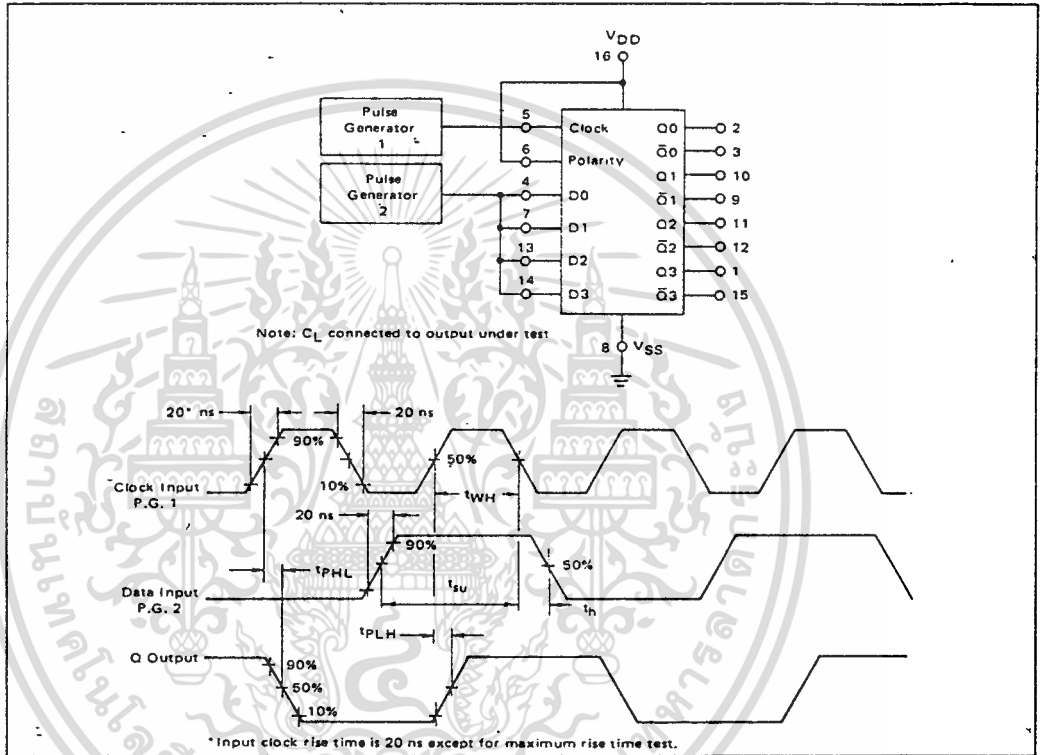 VDD
16
Pulse Generator 1
5
Clock
Q0
2
6
Polarity
Q̅0
3
Pulse Generator 2
4
D0
Q1
10
7
D1
Q̅1
9
13
D2
Q2
11
14
D3
Q̅2
12
Q3
1
Q̅3
15
Note: CL connected to output under test
8
VSS
20* ns
20 ns
90%
50%
10%
tWH
Clock Input
P.G. 1
20 ns
90%
tPHL
50%
tsu
th
Data Input
P.G. 2
tPLH
Q Output
90%
50%
10%
*Input clock rise time is 20 ns except for maximum rise time test.